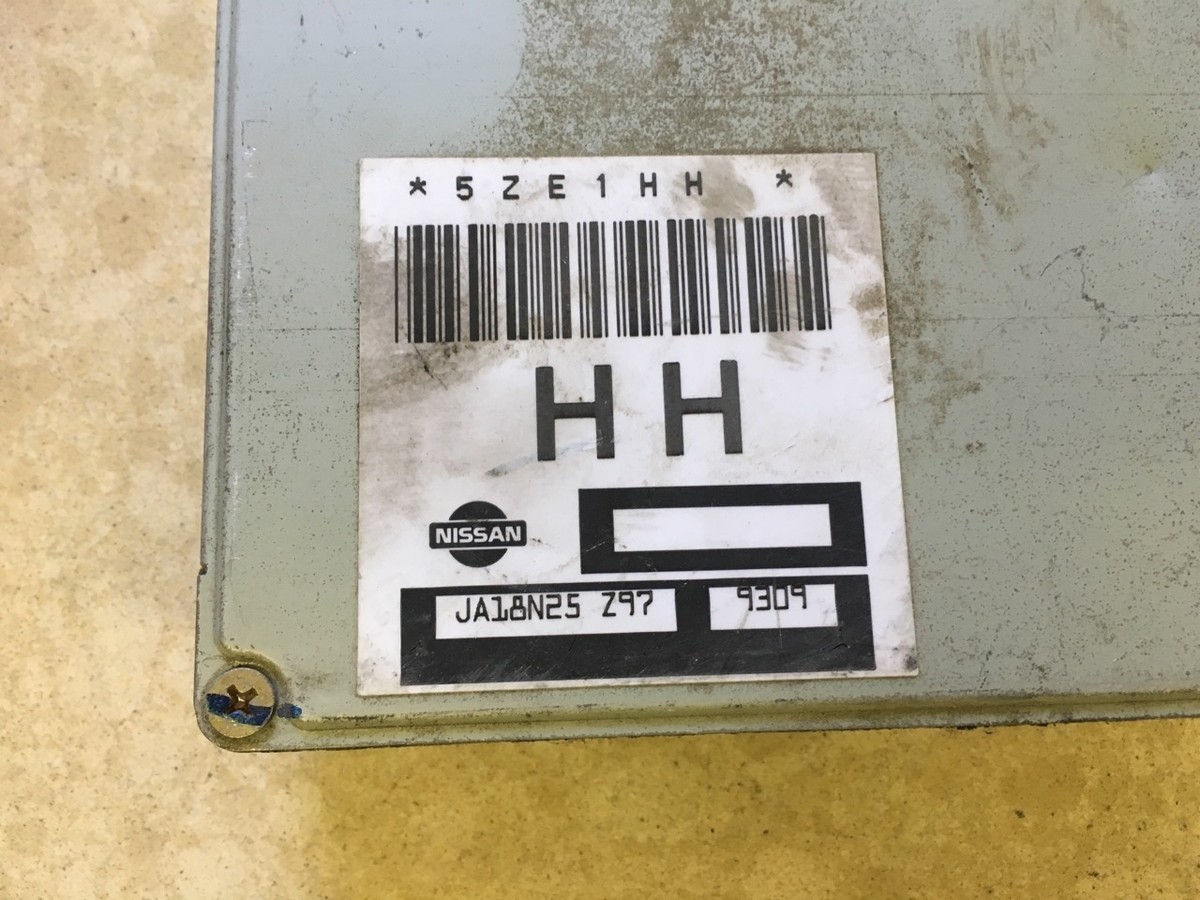 *5ZE1HH *
HH
NISSAN
JA18N25 Z97 9309